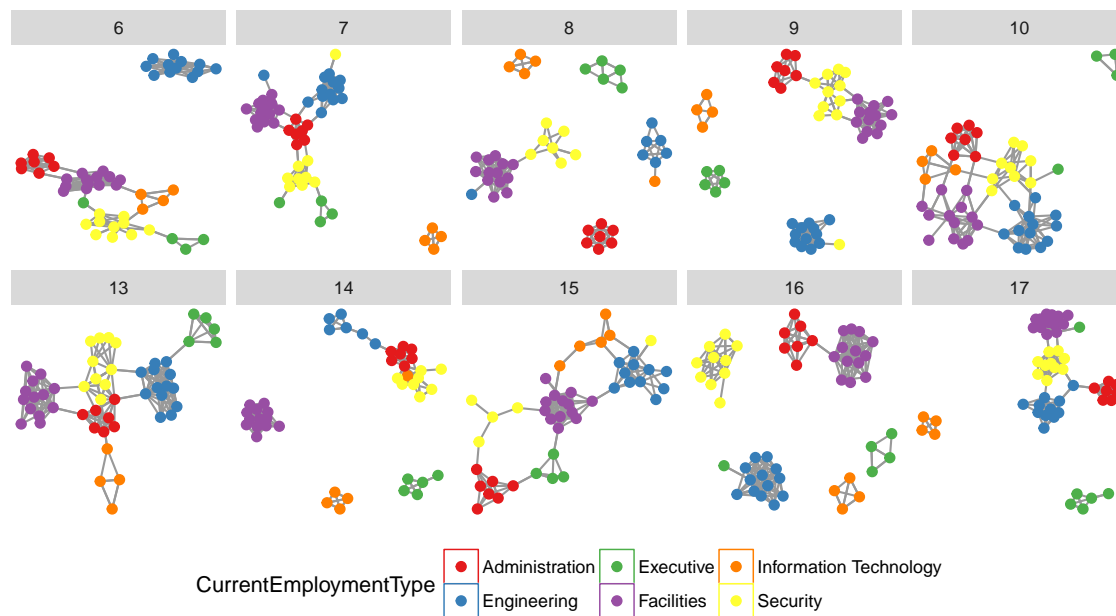 6 7 8 9 10
13 14 15 16 17
CurrentEmploymentType
Administration Executive Information Technology
Engineering Facilities Security